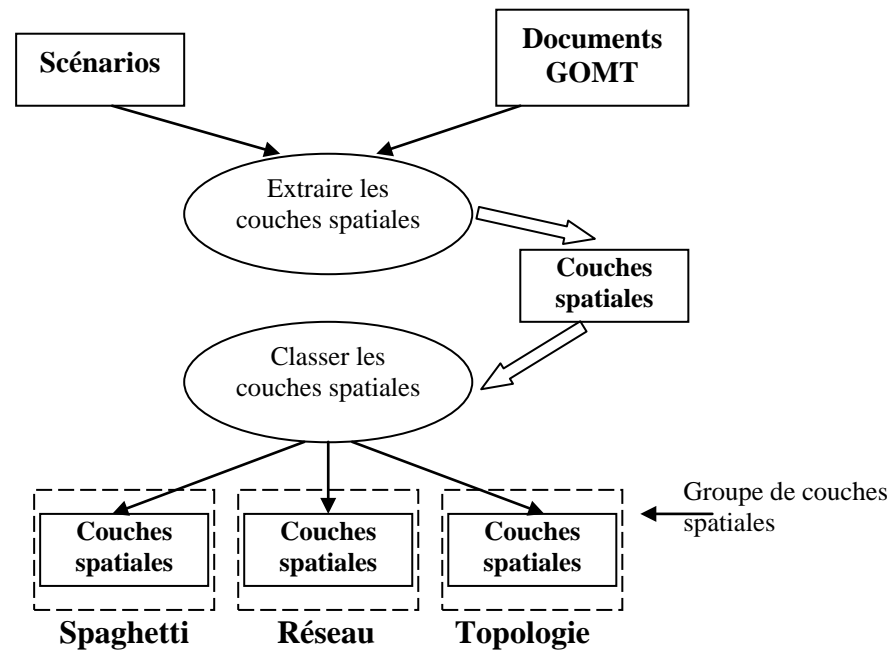 Scénarios
Documents
GOMT
Extraire les
couches spatiales
Couches
spatiales
Classer les
couches spatiales
Groupe de couches
spatiales
Couches
spatiales
Couches
spatiales
Couches
spatiales
Spaghetti
Réseau
Topologie